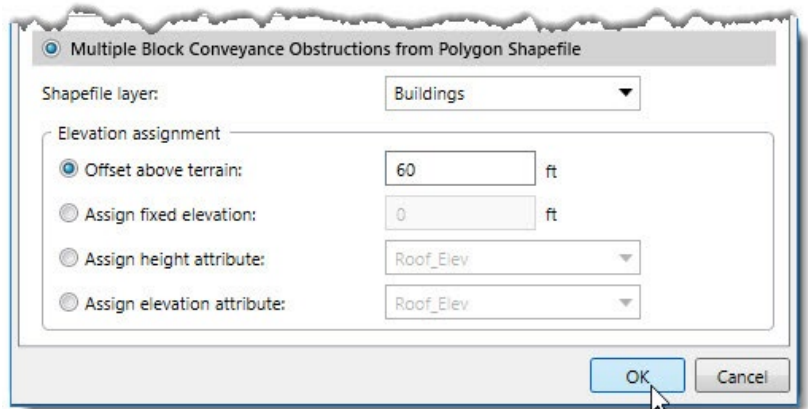 Multiple Block Conveyance Obstructions from Polygon Shapefile
Shapefile layer: Buildings
Elevation assignment
Offset above terrain: 60 ft
Assign fixed elevation: 0 ft
Assign height attribute: Roof_Elev
Assign elevation attribute: Roof_Elev
OK Cancel